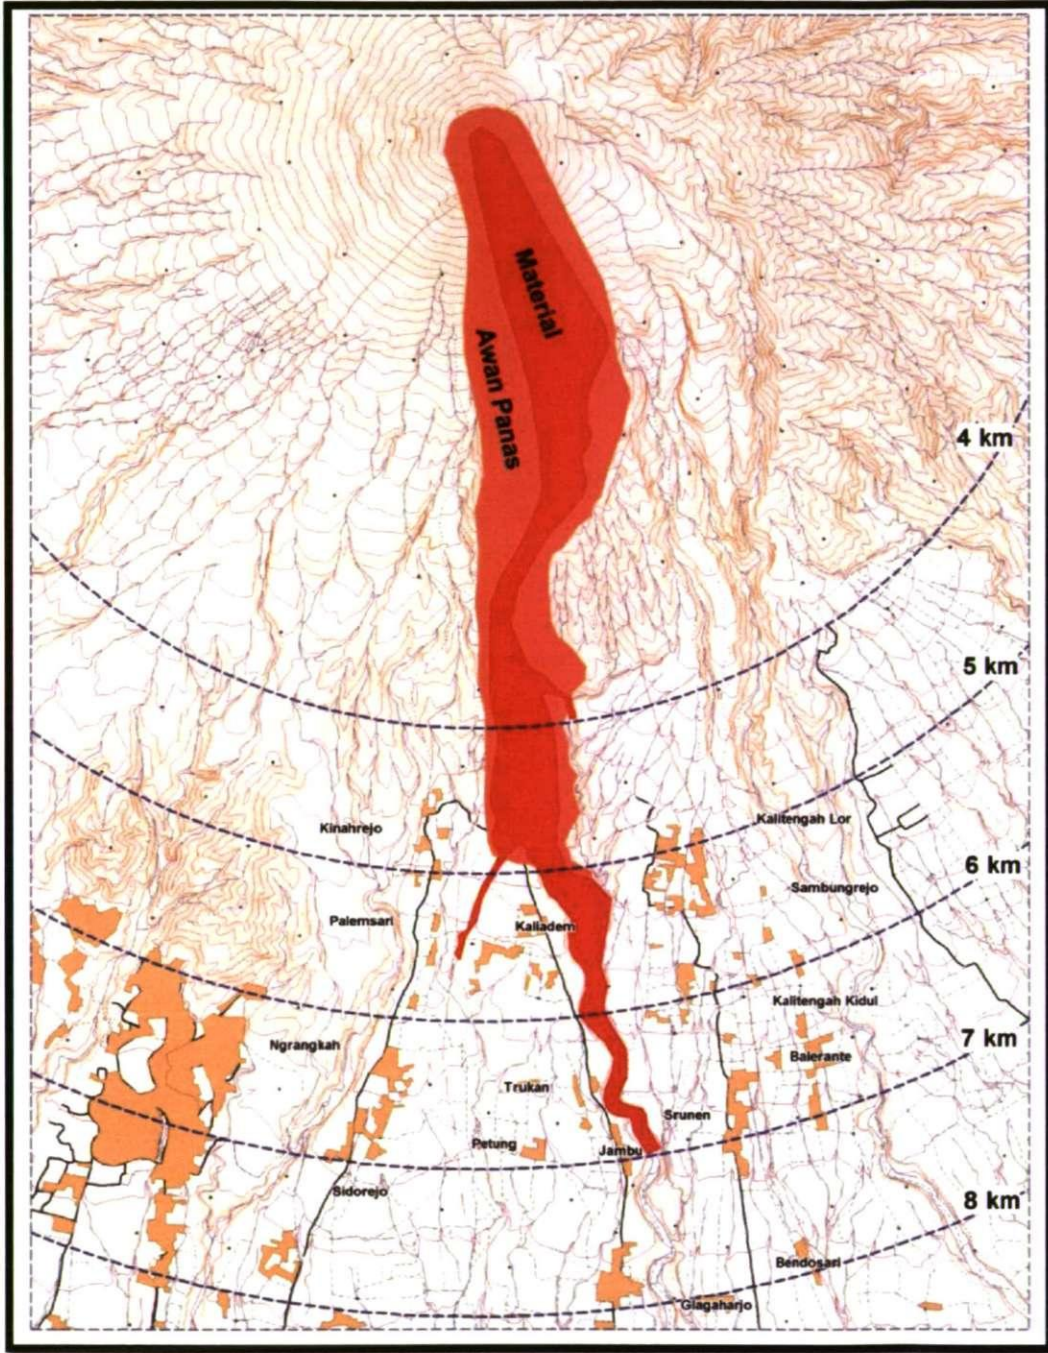 Material
Awan Panas
4 km
5 km
Kinahrejo
Kalitengah Lor
6 km
Sambungrejo
Palemsari
Kaliadem
Kalitengah Kidul
7 km
Ngrangkah
Balerante
Trukan
Srunen
Petung
Jambu
Sidorejo
8 km
Bendosari
Glagaharjo